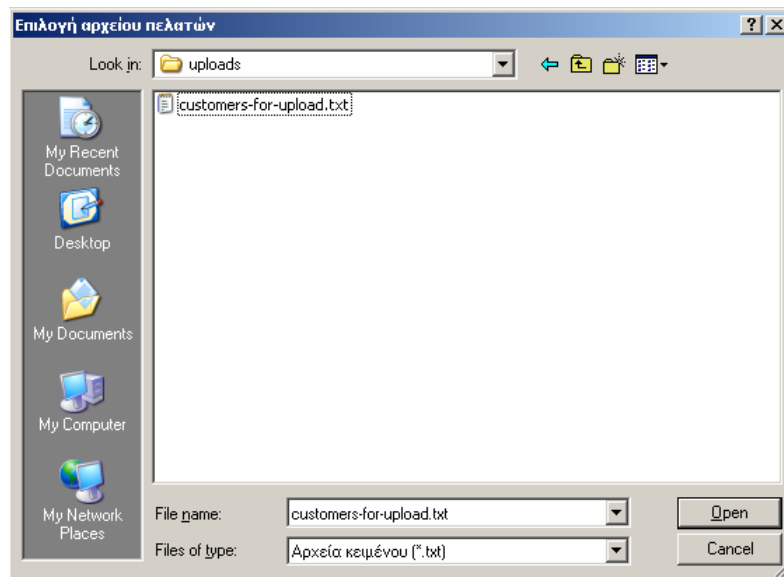 Επιλογή αρχείου πελατών
Look in:
uploads
customers-for-upload.txt
My Recent
Documents
Desktop
My Documents
My Computer
My Network
Places
File name:
customers-for-upload.txt
Open
Files of type:
Αρχεία κειμένου (*.txt)
Cancel